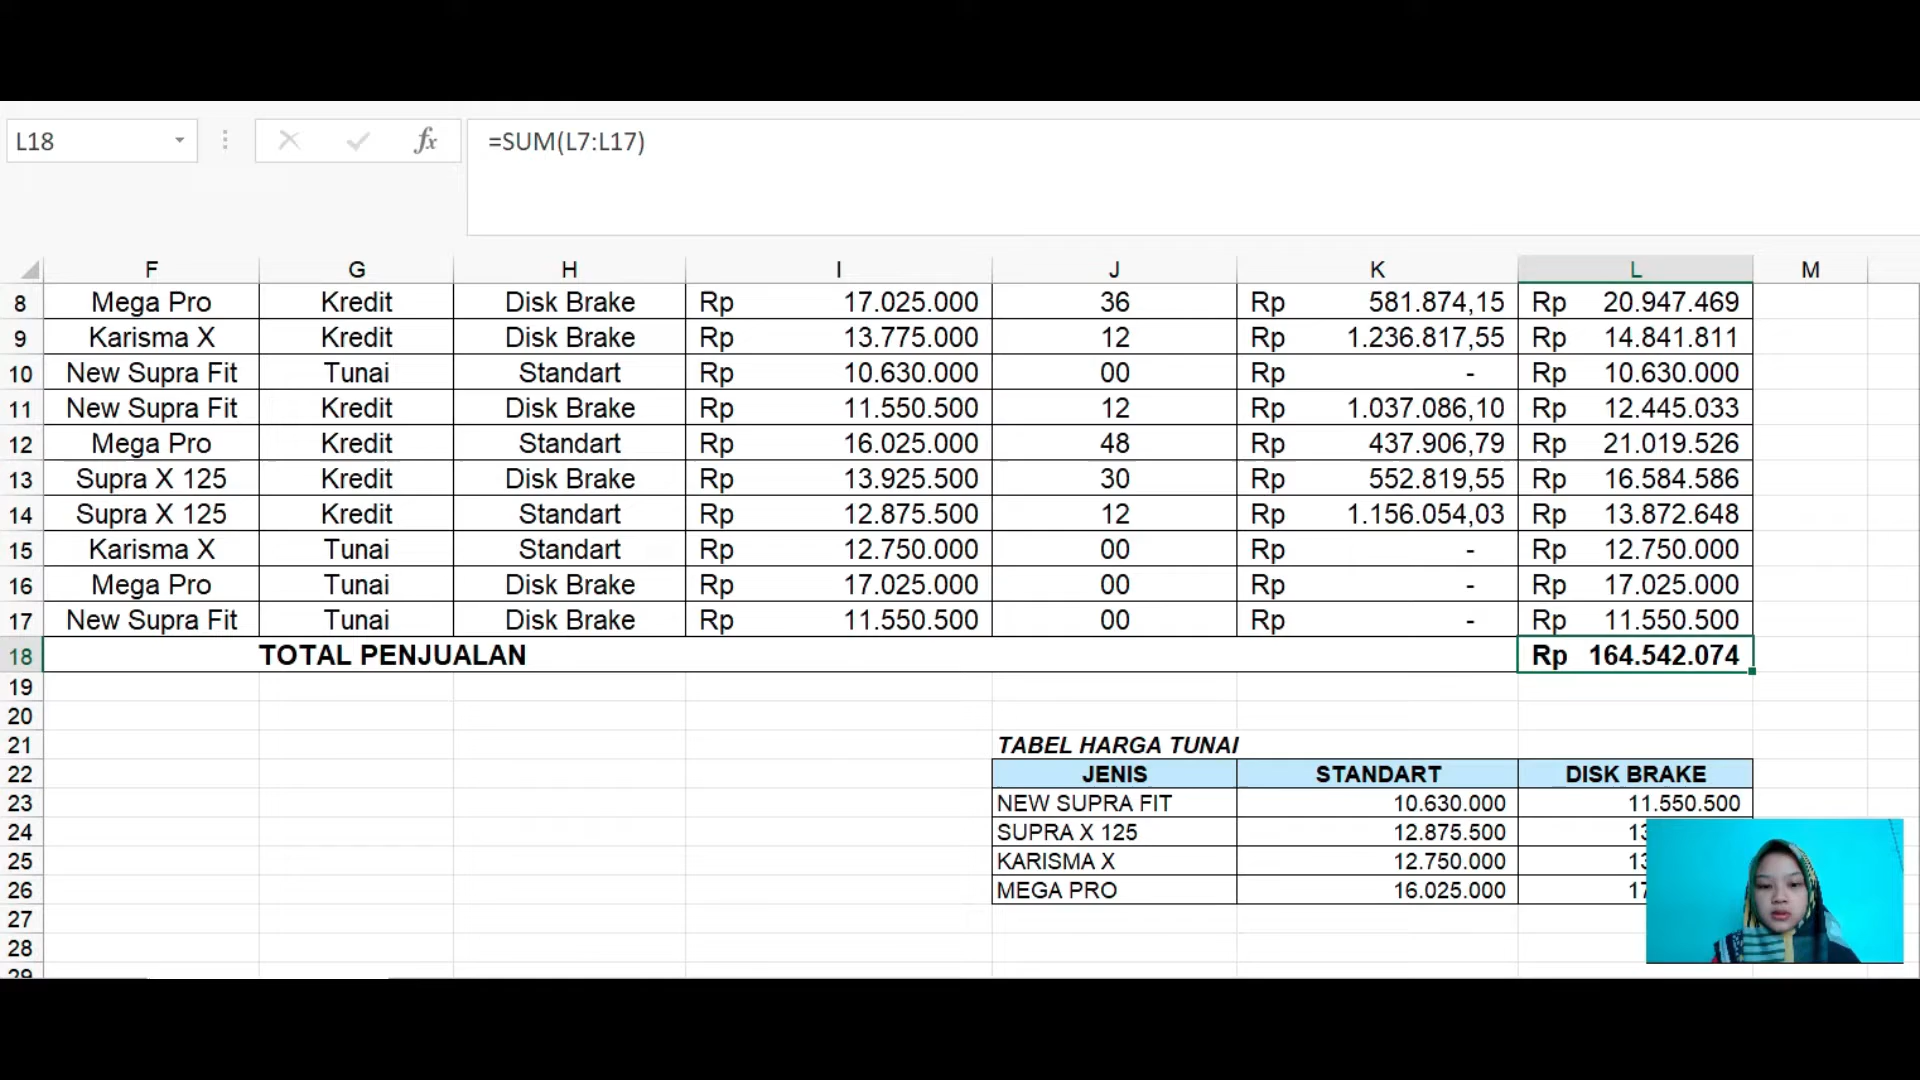 L18 fx =SUM(L7:L17)
F G H I J K L M
8 Mega Pro Kredit Disk Brake Rp 17.025.000 36 Rp 581.874,15 Rp 20.947.469
9 Karisma X Kredit Disk Brake Rp 13.775.000 12 Rp 1.236.817,55 Rp 14.841.811
10 New Supra Fit Tunai Standart Rp 10.630.000 00 Rp - Rp 10.630.000
11 New Supra Fit Kredit Disk Brake Rp 11.550.500 12 Rp 1.037.086,10 Rp 12.445.033
12 Mega Pro Kredit Standart Rp 16.025.000 48 Rp 437.906,79 Rp 21.019.526
13 Supra X 125 Kredit Disk Brake Rp 13.925.500 30 Rp 552.819,55 Rp 16.584.586
14 Supra X 125 Kredit Standart Rp 12.875.500 12 Rp 1.156.054,03 Rp 13.872.648
15 Karisma X Tunai Standart Rp 12.750.000 00 Rp - Rp 12.750.000
16 Mega Pro Tunai Disk Brake Rp 17.025.000 00 Rp - Rp 17.025.000
17 New Supra Fit Tunai Disk Brake Rp 11.550.500 00 Rp - Rp 11.550.500
18 TOTAL PENJUALAN Rp 164.542.074
19
20
21 TABEL HARGA TUNAI
22 JENIS STANDART DISK BRAKE
23 NEW SUPRA FIT 10.630.000 11.550.500
24 SUPRA X 125 12.875.500
25 KARISMA X 12.750.000
26 MEGA PRO 16.025.000
27
28